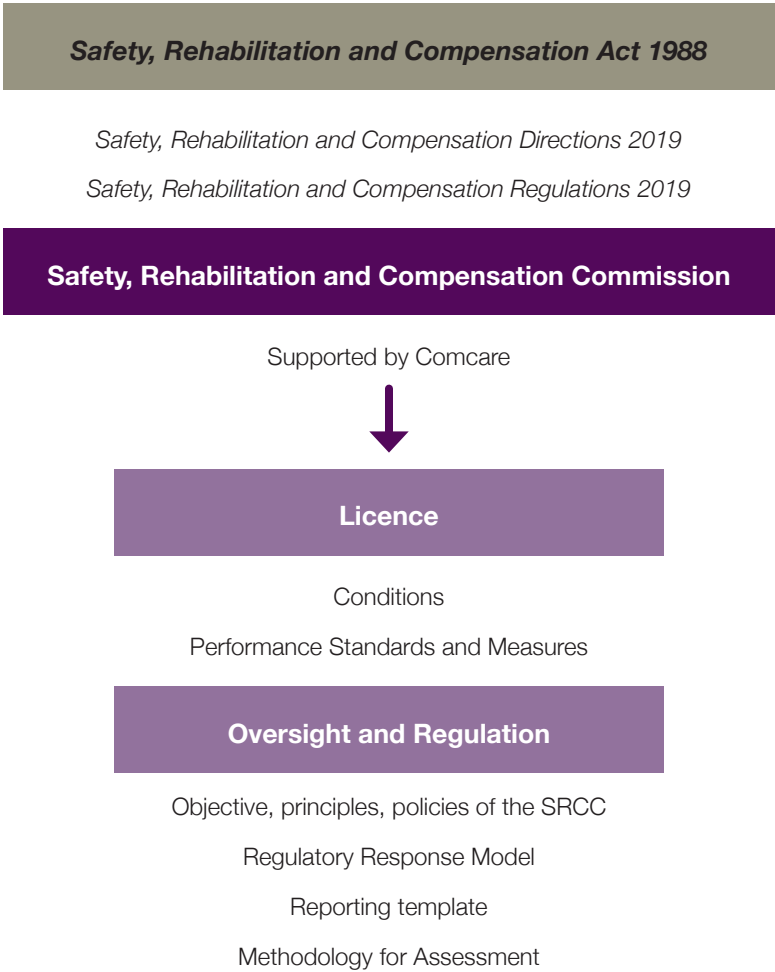 Safety, Rehabilitation and Compensation Act 1988
Safety, Rehabilitation and Compensation Directions 2019
Safety, Rehabilitation and Compensation Regulations 2019
Safety, Rehabilitation and Compensation Commission
Supported by Comcare
Licence
Conditions
Performance Standards and Measures
Oversight and Regulation
Objective, principles, policies of the SRCC
Regulatory Response Model
Reporting template
Methodology for Assessment